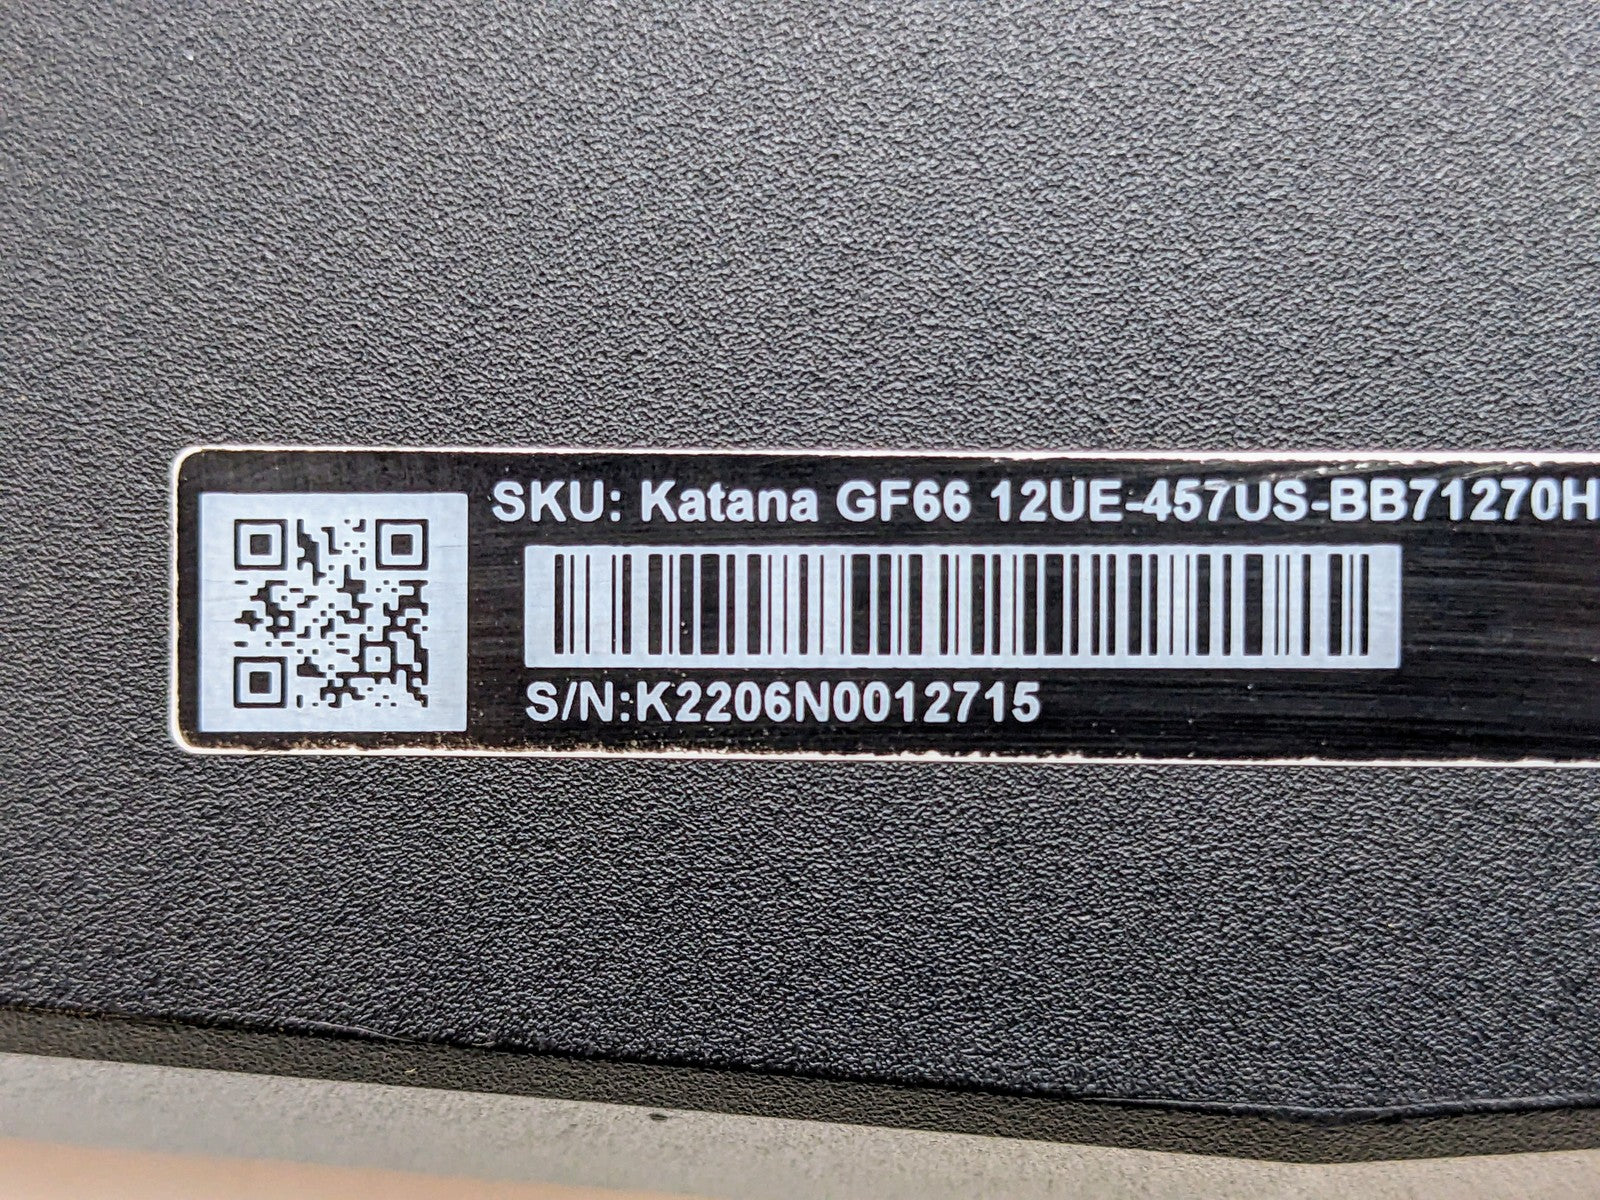 SKU: Katana GF66 12UE-457US-BB71270H
S/N:K2206N0012715